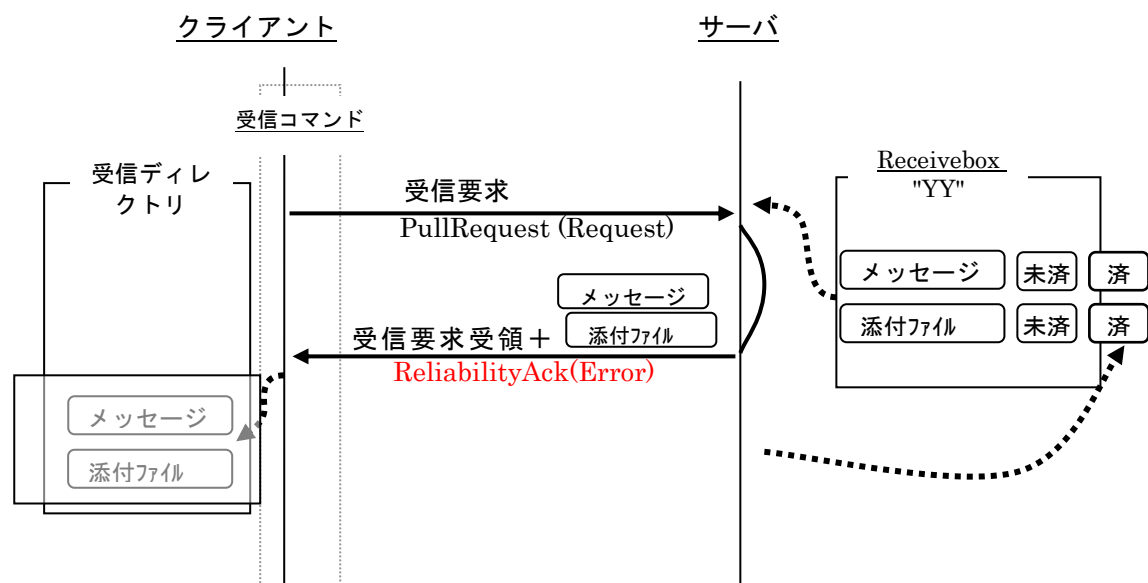 クライアント
サーバ
受信コマンド
受信ディレ
クトリ
受信要求
PullRequest (Request)
Receivebox
"YY"
メッセージ
未済
済
添付ファイル
未済
済
メッセージ
添付ファイル
受信要求受領＋
ReliabilityAck(Error)
メッセージ
添付ファイル